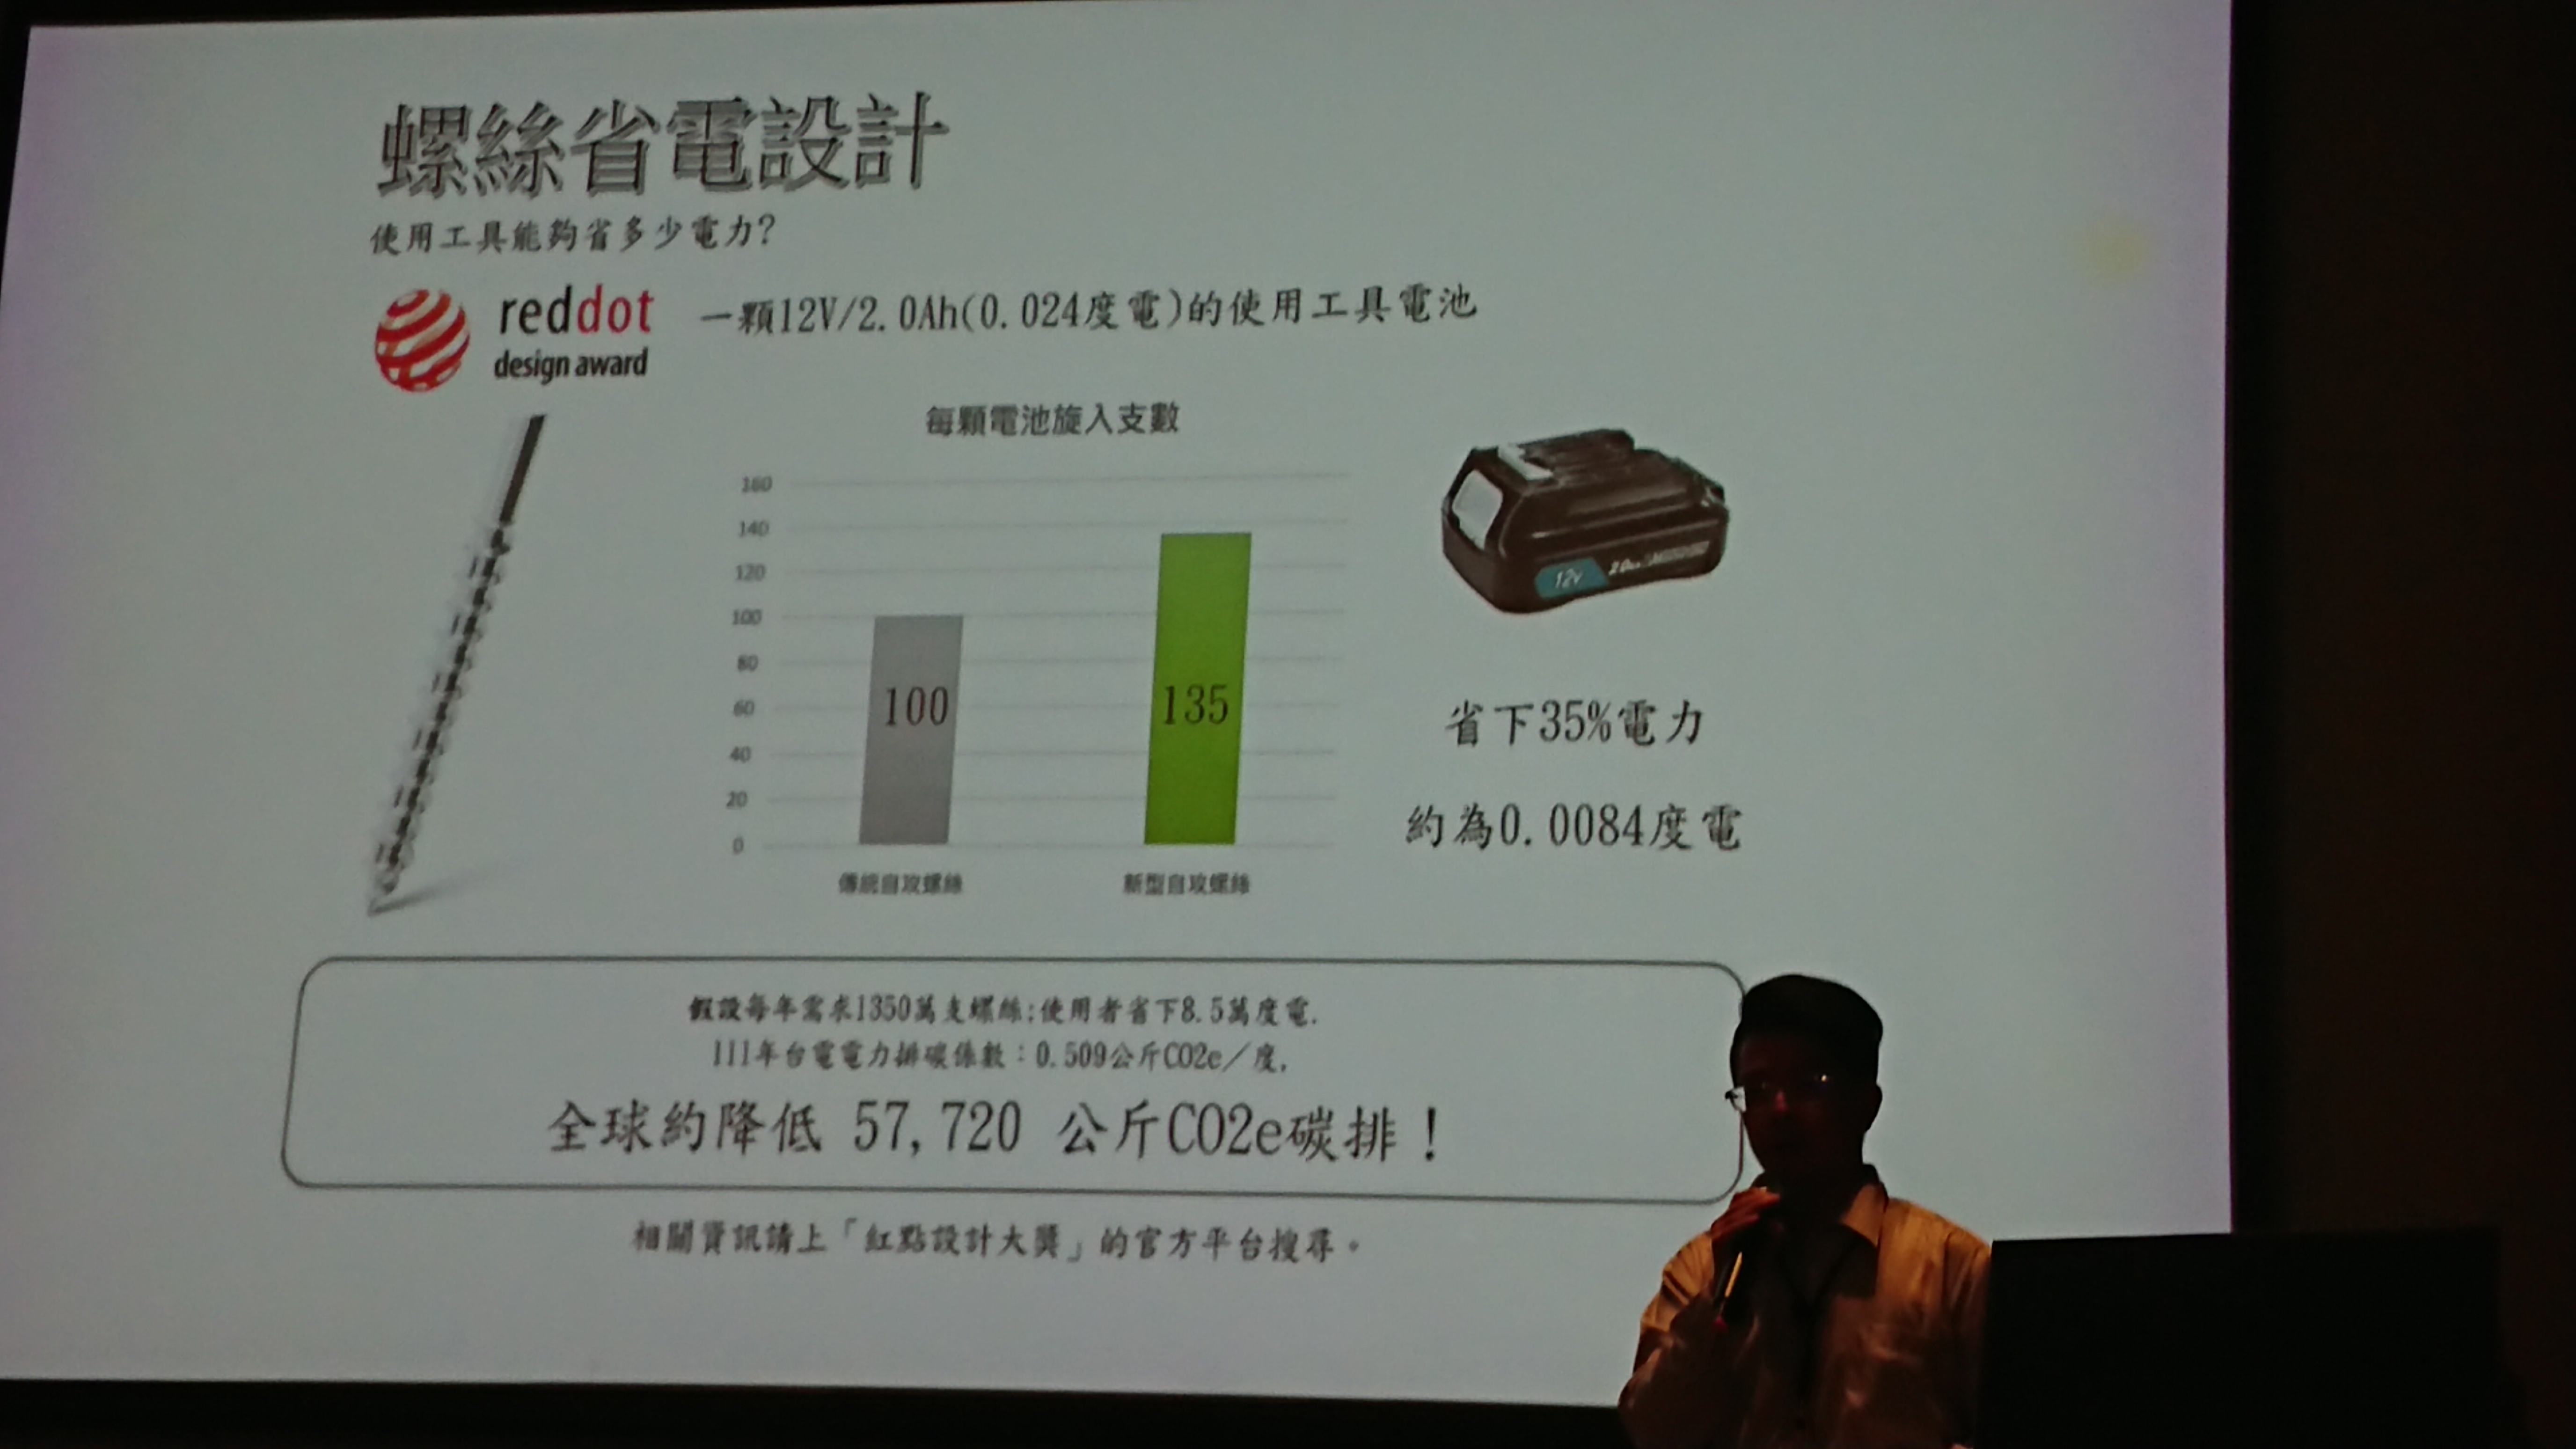 螺絲省電設計
使用工具能夠省多少電力?
reddot
design award
一顆12V/2.0Ah(0.024度電)的使用工具電池
每顆電池旋入支數
160
140
120
100
80
60
40
20
0
100
135
傳統自攻螺絲
新型自攻螺絲
12V
省下35%電力
約為0.0084度電
假設每年需求1350萬支螺絲;使用者省下8.5萬度電.
111年台電電力排碳係數：0.509公斤CO2e／度,
全球約降低 57,720 公斤CO2e碳排！
相關資訊請上「紅點設計大獎」的官方平台搜尋。